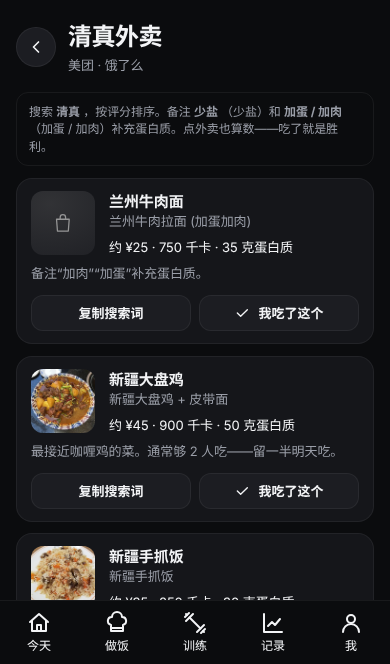 清真外卖
美团 · 饿了么
搜索 清真 ，按评分排序。备注 少盐 （少盐）和 加蛋 / 加肉
（加蛋 / 加肉）补充蛋白质。点外卖也算数——吃了就是胜
利。
兰州牛肉面
兰州牛肉拉面 (加蛋加肉)
约 ¥25 · 750 千卡 · 35 克蛋白质
备注“加肉”“加蛋”补充蛋白质。
复制搜索词
我吃了这个
新疆大盘鸡
新疆大盘鸡 + 皮带面
约 ¥45 · 900 千卡 · 50 克蛋白质
最接近咖喱鸡的菜。通常够 2 人吃——留一半明天吃。
复制搜索词
我吃了这个
新疆手抓饭
新疆手抓饭
今天
做饭
训练
记录
我